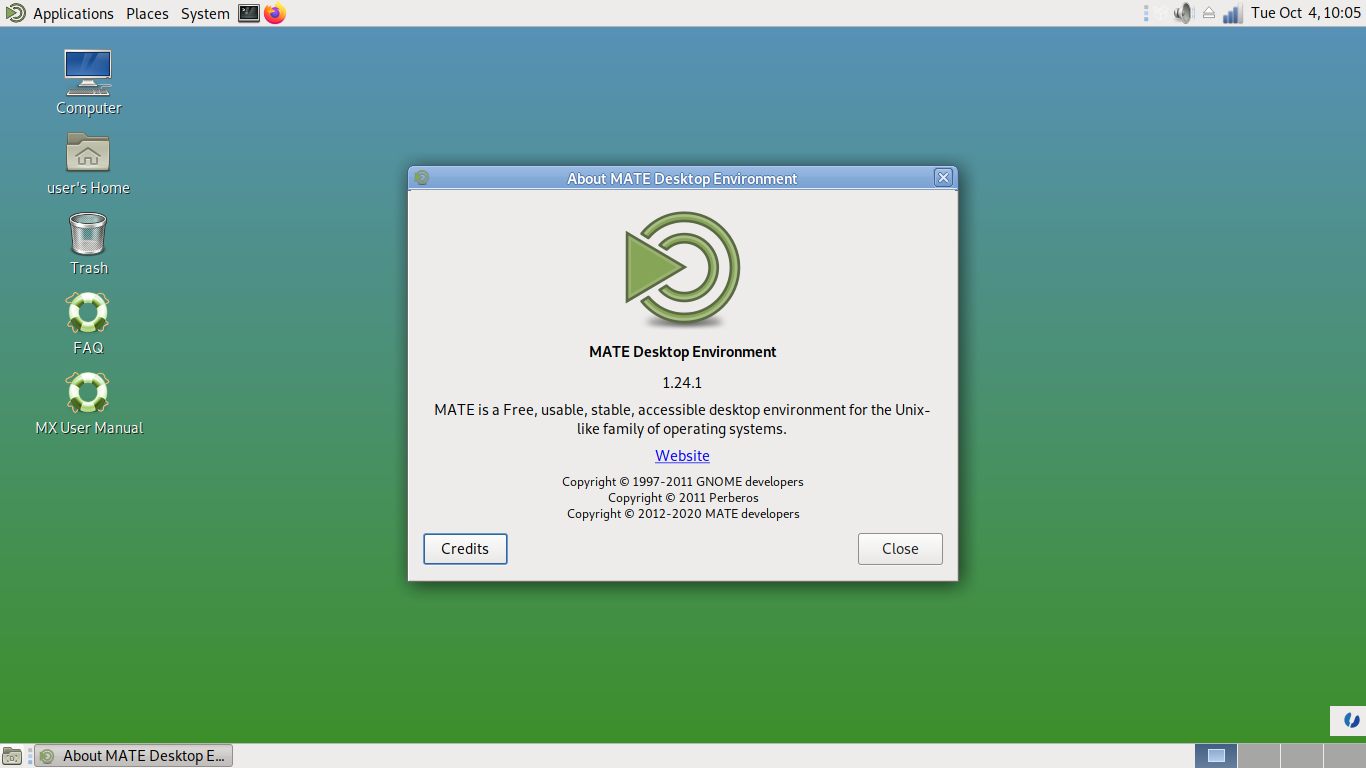 Applications Places System Tue Oct 4, 10:05
Computer
user's Home
Trash
FAQ
MX User Manual
About MATE Desktop Environment
MATE Desktop Environment
1.24.1
MATE is a Free, usable, stable, accessible desktop environment for the Unix-
like family of operating systems.
Website
Copyright © 1997-2011 GNOME developers
Copyright © 2011 Perberos
Copyright © 2012-2020 MATE developers
Credits Close
About MATE Desktop E...